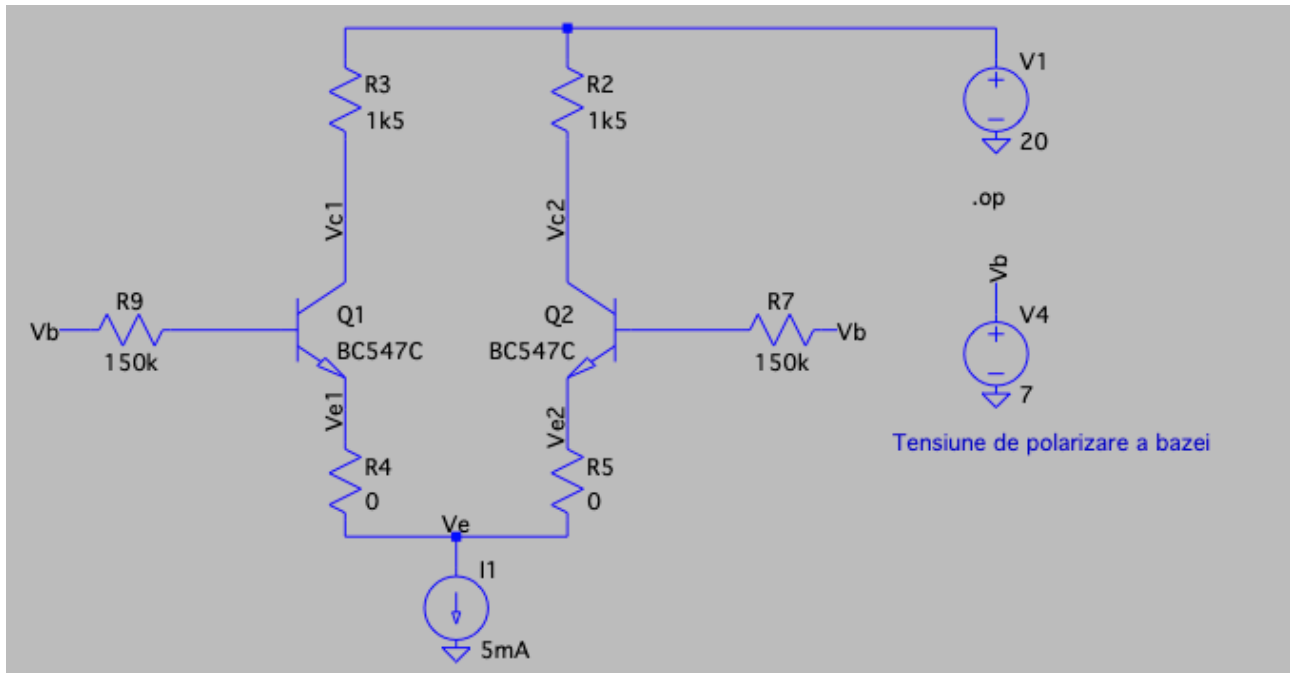 V1
R3
R2
1k5
1k5
20
.op
Vc1
Vc2
Vb
R9
Q1
Q2
R7
V4
Vb
Vb
BC547C
BC547C
150k
150k
7
Ve1
Ve2
Tensiune de polarizare a bazei
R4
R5
0
0
Ve
I1
5mA